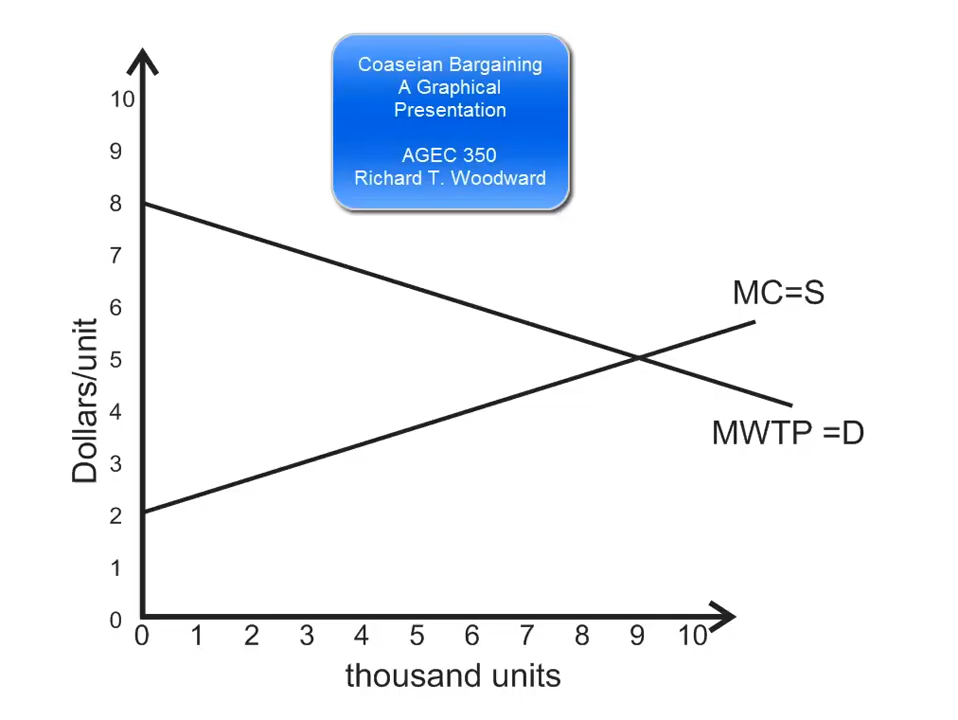 Coaseian Bargaining
A Graphical
Presentation
AGEC 350
Richard T. Woodward
10
9
8
7
6
5
4
3
2
1
0
Dollars/unit
MC=S
MWTP =D
0 1 2 3 4 5 6 7 8 9 10
thousand units